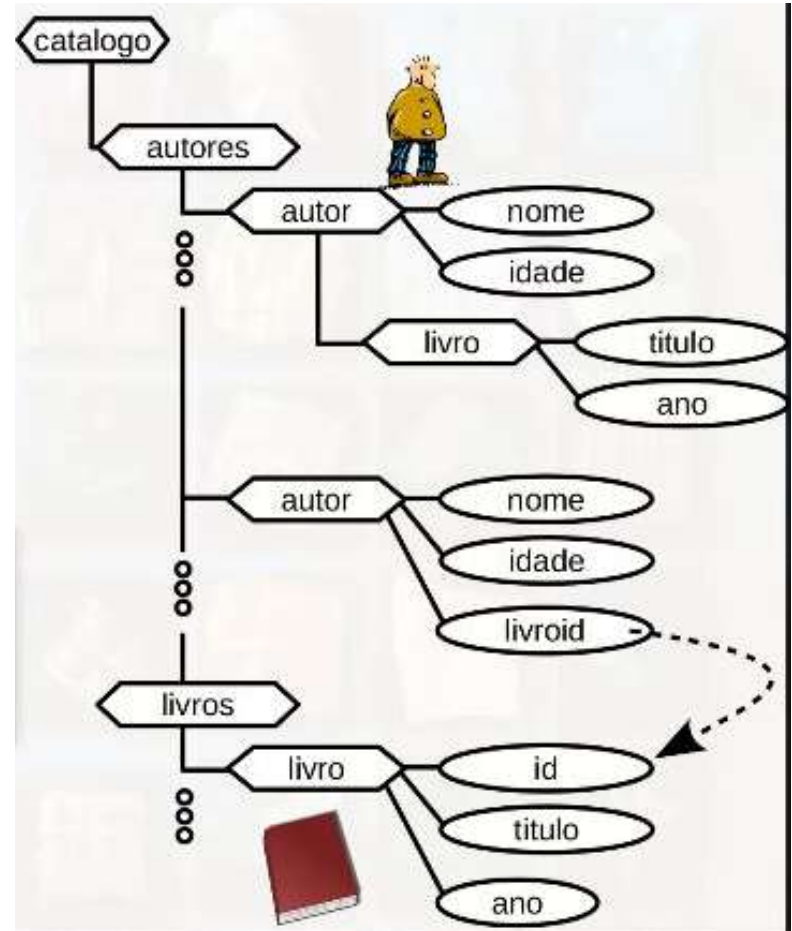 catalogo
autores
autor
nome
idade
livro
titulo
ano
autor
nome
idade
livroid
livros
livro
id
titulo
ano